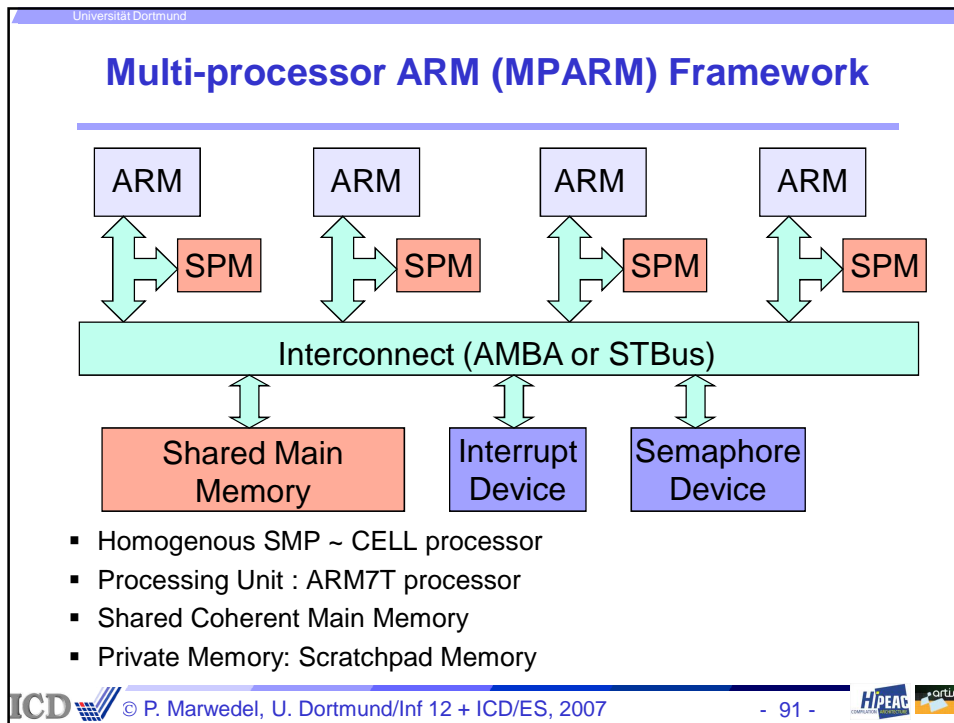 Universität Dortmund
Multi-processor ARM (MPARM) Framework
ARM ARM ARM ARM
SPM SPM SPM SPM
Interconnect (AMBA or STBus)
Shared Main
Memory
Interrupt
Device
Semaphore
Device
▪ Homogenous SMP ~ CELL processor
▪ Processing Unit : ARM7T processor
▪ Shared Coherent Main Memory
▪ Private Memory: Scratchpad Memory
ICD © P. Marwedel, U. Dortmund/Inf 12 + ICD/ES, 2007 - 91 - HiPEAC
COMPILATION ARCHITECTURE